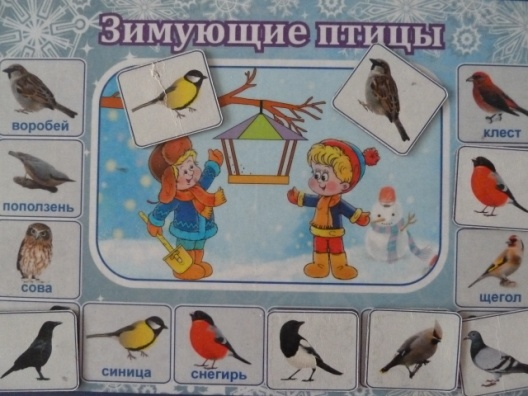 Зимующие птицы
воробей
клест
поползень
сова
щегол
синица
снегирь